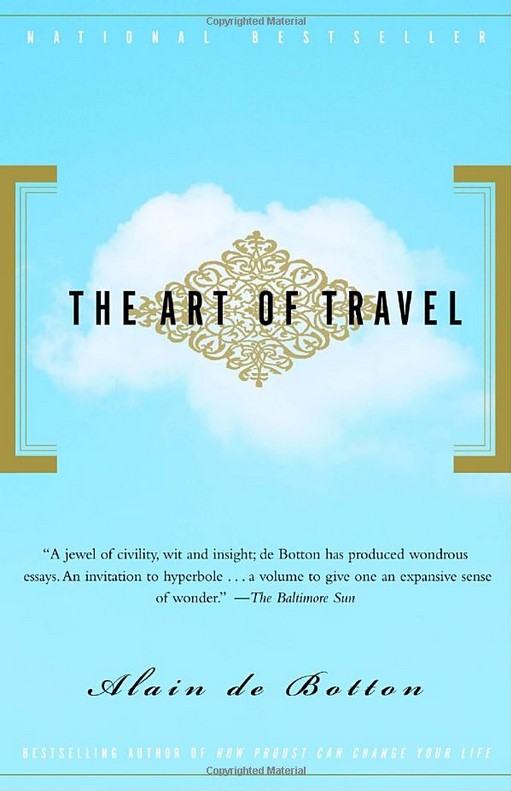 Copyrighted Material
NATIONAL BESTSELLER
THE ART OF TRAVEL
“A jewel of civility, wit and insight; de Botton has produced wondrous
essays. An invitation to hyperbole . . . a volume to give one an expansive sense
of wonder.” —The Baltimore Sun
Alain de Botton
BESTSELLING AUTHOR OF HOW PROUST CAN CHANGE YOUR LIFE
Copyrighted Material